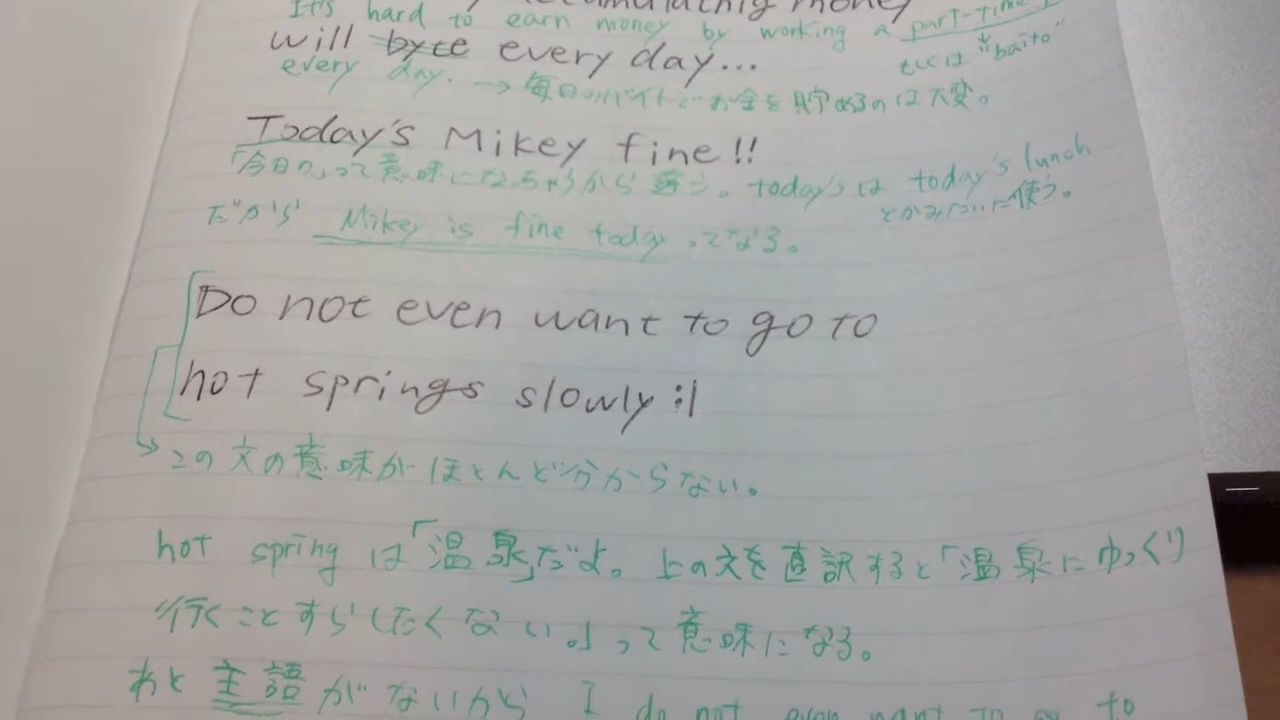 money
It's hard to earn money by working a part-time
will byte every day...
"baito"
every day. → 毎日のバイトでお金を貯めるのは大変。
Today's Mikey fine!!
「今日の」って意味になっちゃうから違う。today'sは today's lunch
とかみたいに使う。
だから Mikey is fine today. ってなる。
Do not even want to go to
hot springs slowly :|
→ この文の意味がほとんど分からない。
hot spring は「温泉」だよ。上の文を直訳すると「温泉にゆっくり
行くことすらしたくない。」って意味になる。
あと主語がないから I do not even want to go to